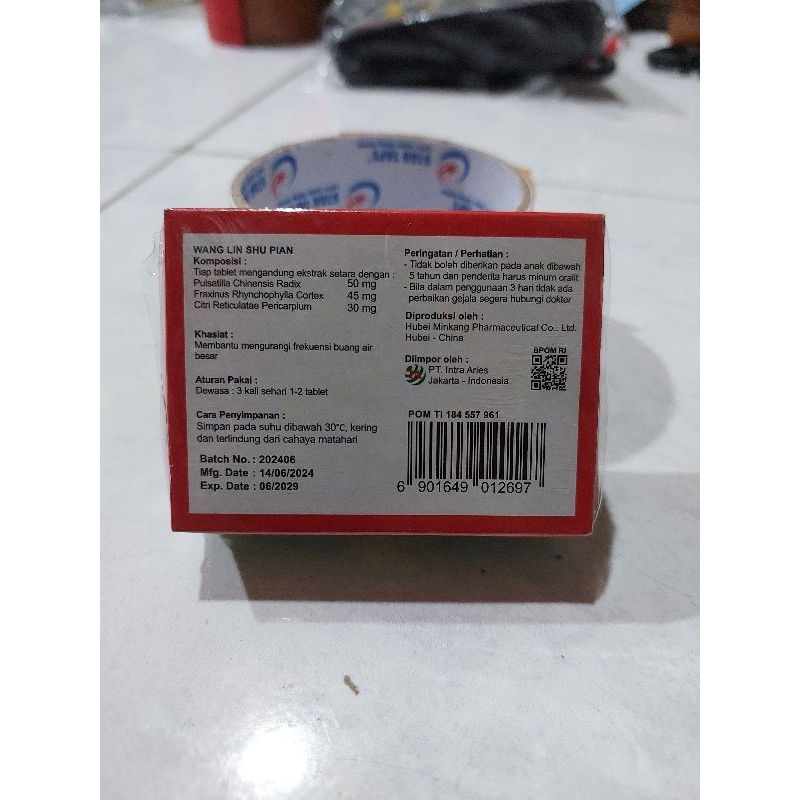 STAR TAPE
WANG LIN SHU PIAN
Komposisi :
Tiap tablet mengandung ekstrak setara dengan :
Pulsatilla Chinensis Radix 50 mg
Fraxinus Rhynchophylla Cortex 45 mg
Citri Reticulatae Pericarpium 30 mg
Khasiat :
Membantu mengurangi frekuensi buang air
besar
Aturan Pakai :
Dewasa : 3 kali sehari 1-2 tablet
Cara Penyimpanan :
Simpan pada suhu dibawah 30°C, kering
dan terlindung dari cahaya matahari
Batch No. : 202406
Mfg. Date : 14/06/2024
Exp. Date : 06/2029
Peringatan / Perhatian :
- Tidak boleh diberikan pada anak dibawah
5 tahun dan penderita harus minum oralit
- Bila dalam penggunaan 3 hari tidak ada
perbaikan gejala segera hubungi dokter
Diproduksi oleh :
Hubei Minkang Pharmaceutical Co., Ltd.
Hubei - China
Diimpor oleh :
PT. Intra Aries
Jakarta - Indonesia
BPOM RI
POM TI 184 557 961
6 901649 012697